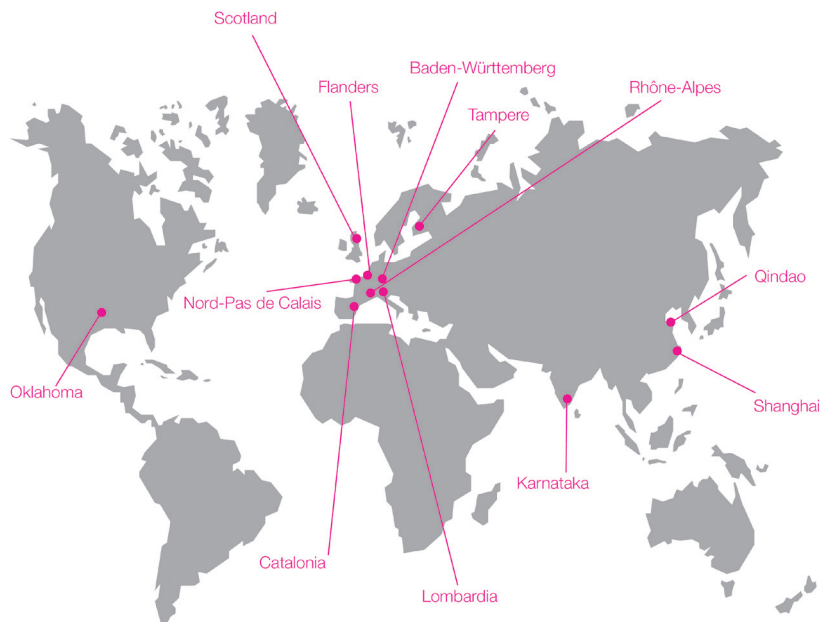 Scotland
Baden-Württemberg
Flanders
Rhône-Alpes
Tampere
Qindao
Nord-Pas de Calais
Oklahoma
Shanghai
Karnataka
Catalonia
Lombardia